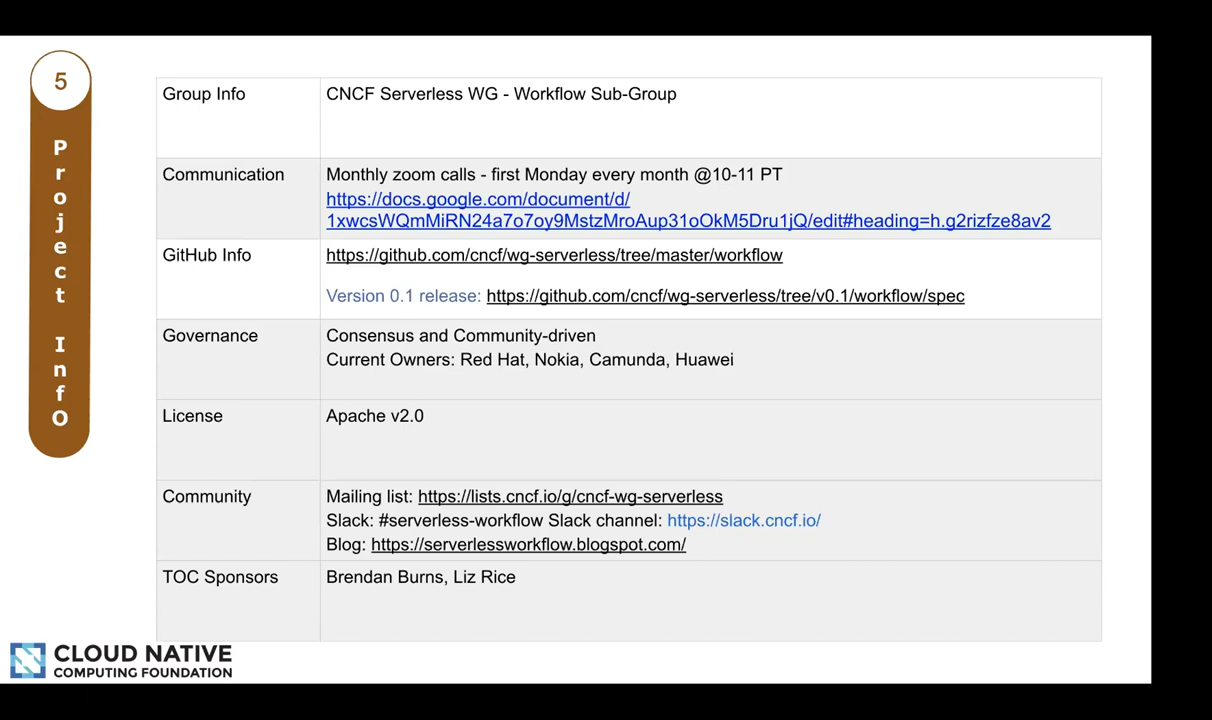 5
Project InfO
Group Info
CNCF Serverless WG - Workflow Sub-Group
Communication
Monthly zoom calls - first Monday every month @10-11 PT
https://docs.google.com/document/d/
1xwcsWQmMiRN24a7o7oy9MstzMroAup31oOkM5Dru1jQ/edit#heading=h.g2rizfze8av2
GitHub Info
https://github.com/cncf/wg-serverless/tree/master/workflow
Version 0.1 release: https://github.com/cncf/wg-serverless/tree/v0.1/workflow/spec
Governance
Consensus and Community-driven
Current Owners: Red Hat, Nokia, Camunda, Huawei
License
Apache v2.0
Community
Mailing list: https://lists.cncf.io/g/cncf-wg-serverless
Slack: #serverless-workflow Slack channel: https://slack.cncf.io/
Blog: https://serverlessworkflow.blogspot.com/
TOC Sponsors
Brendan Burns, Liz Rice
CLOUD NATIVE
COMPUTING FOUNDATION